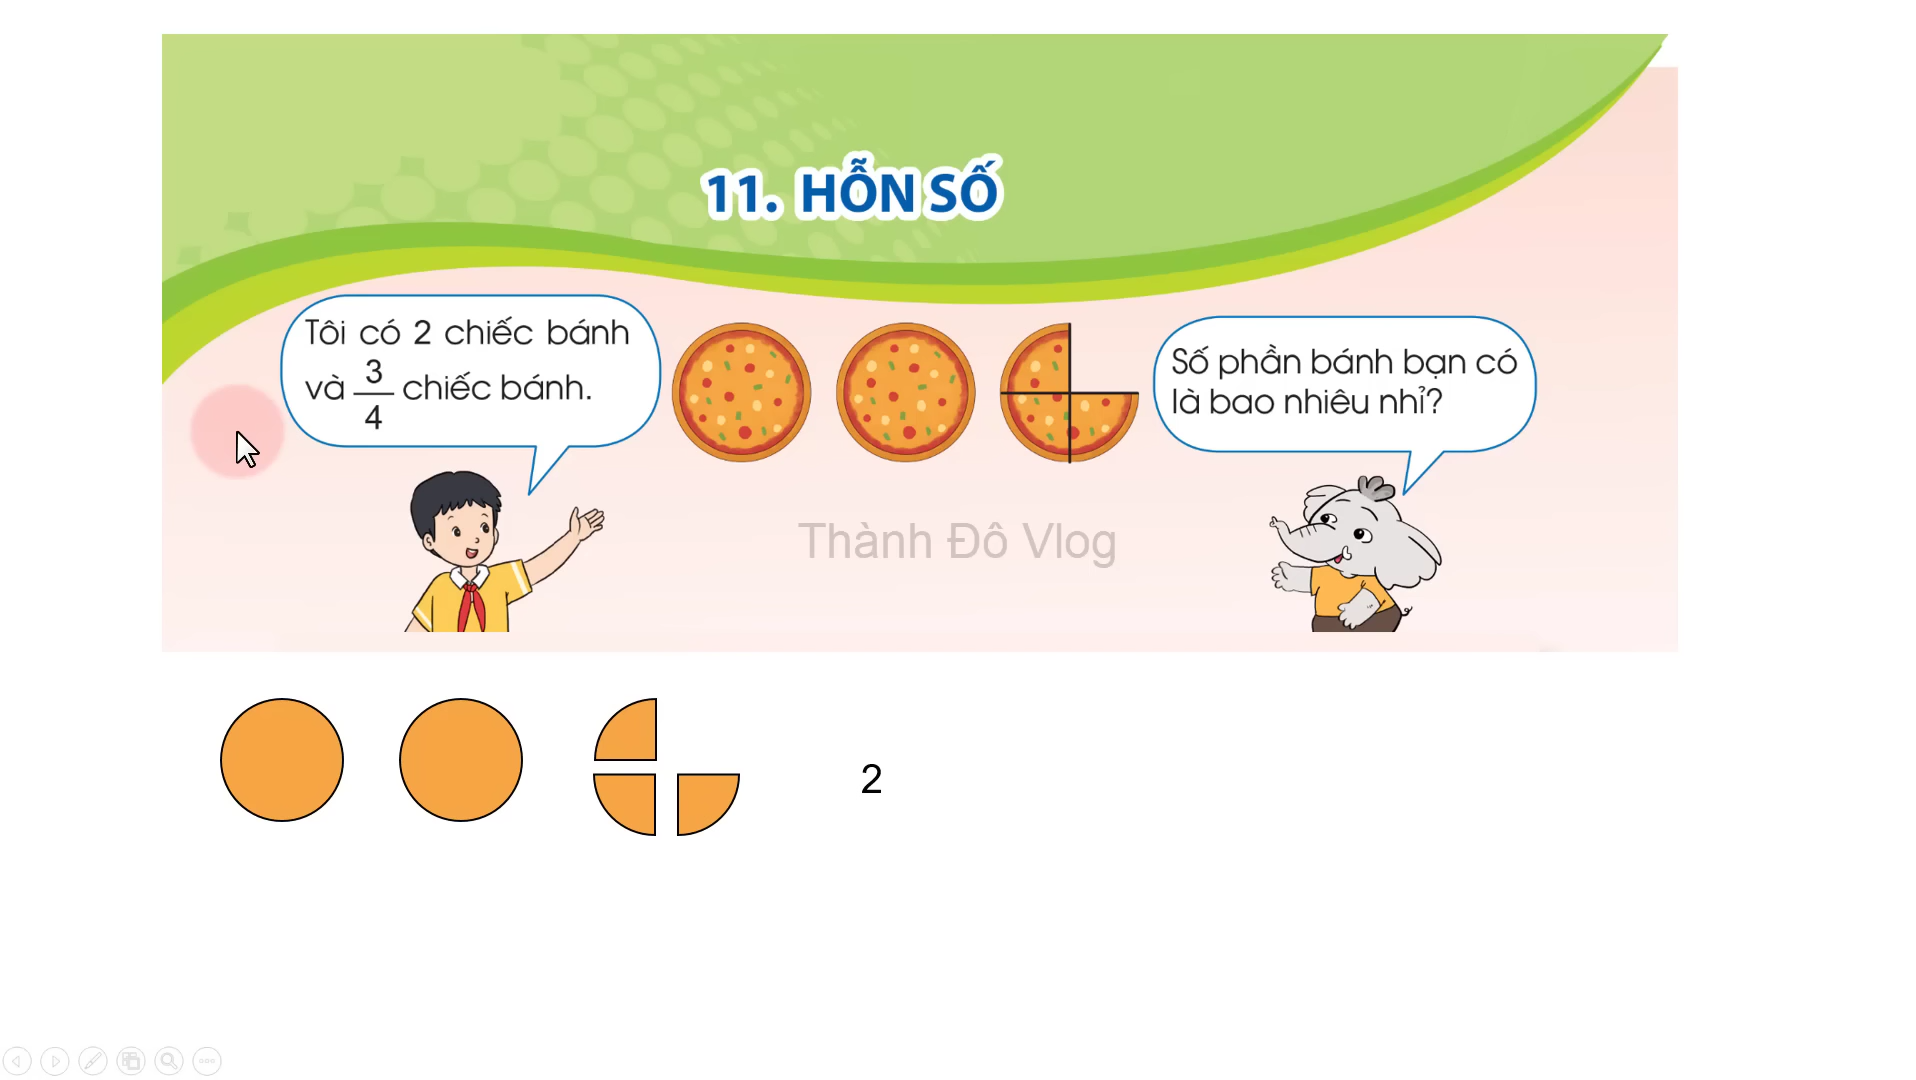 11. HỖN SỐ
Tôi có 2 chiếc bánh
và 3/4 chiếc bánh.
Số phần bánh bạn có
là bao nhiêu nhỉ?
Thành Đô Vlog
2